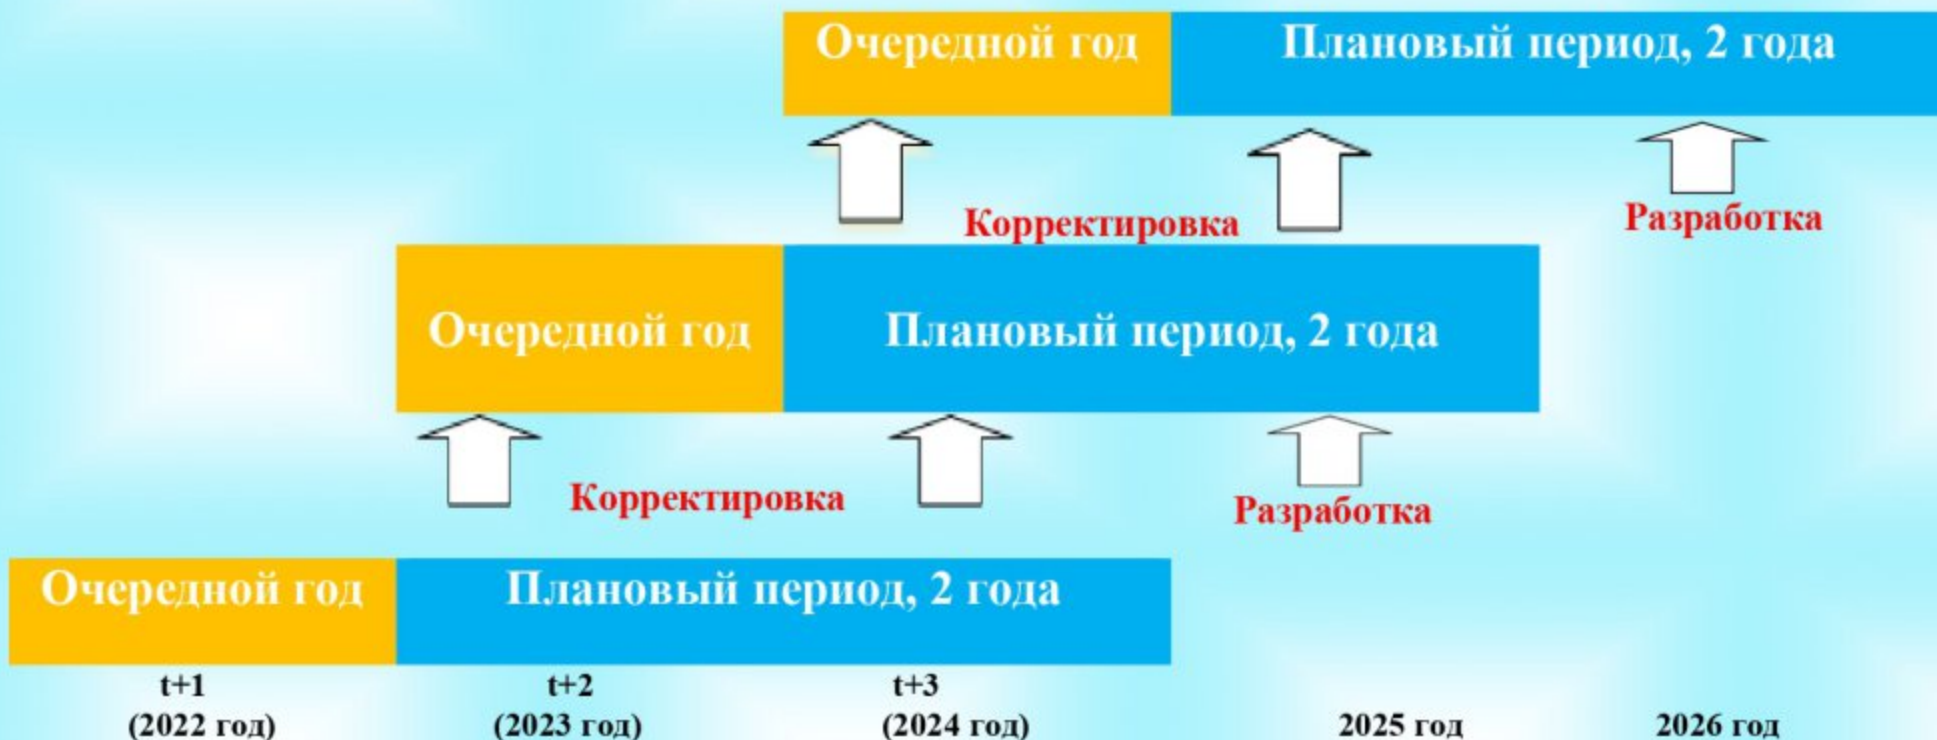 Очередной год
Плановый период, 2 года
Корректировка
Разработка
Очередной год
Плановый период, 2 года
Корректировка
Разработка
Очередной год
Плановый период, 2 года
t+1
t+2
t+3
(2022 год)
(2023 год)
(2024 год)
2025 год
2026 год